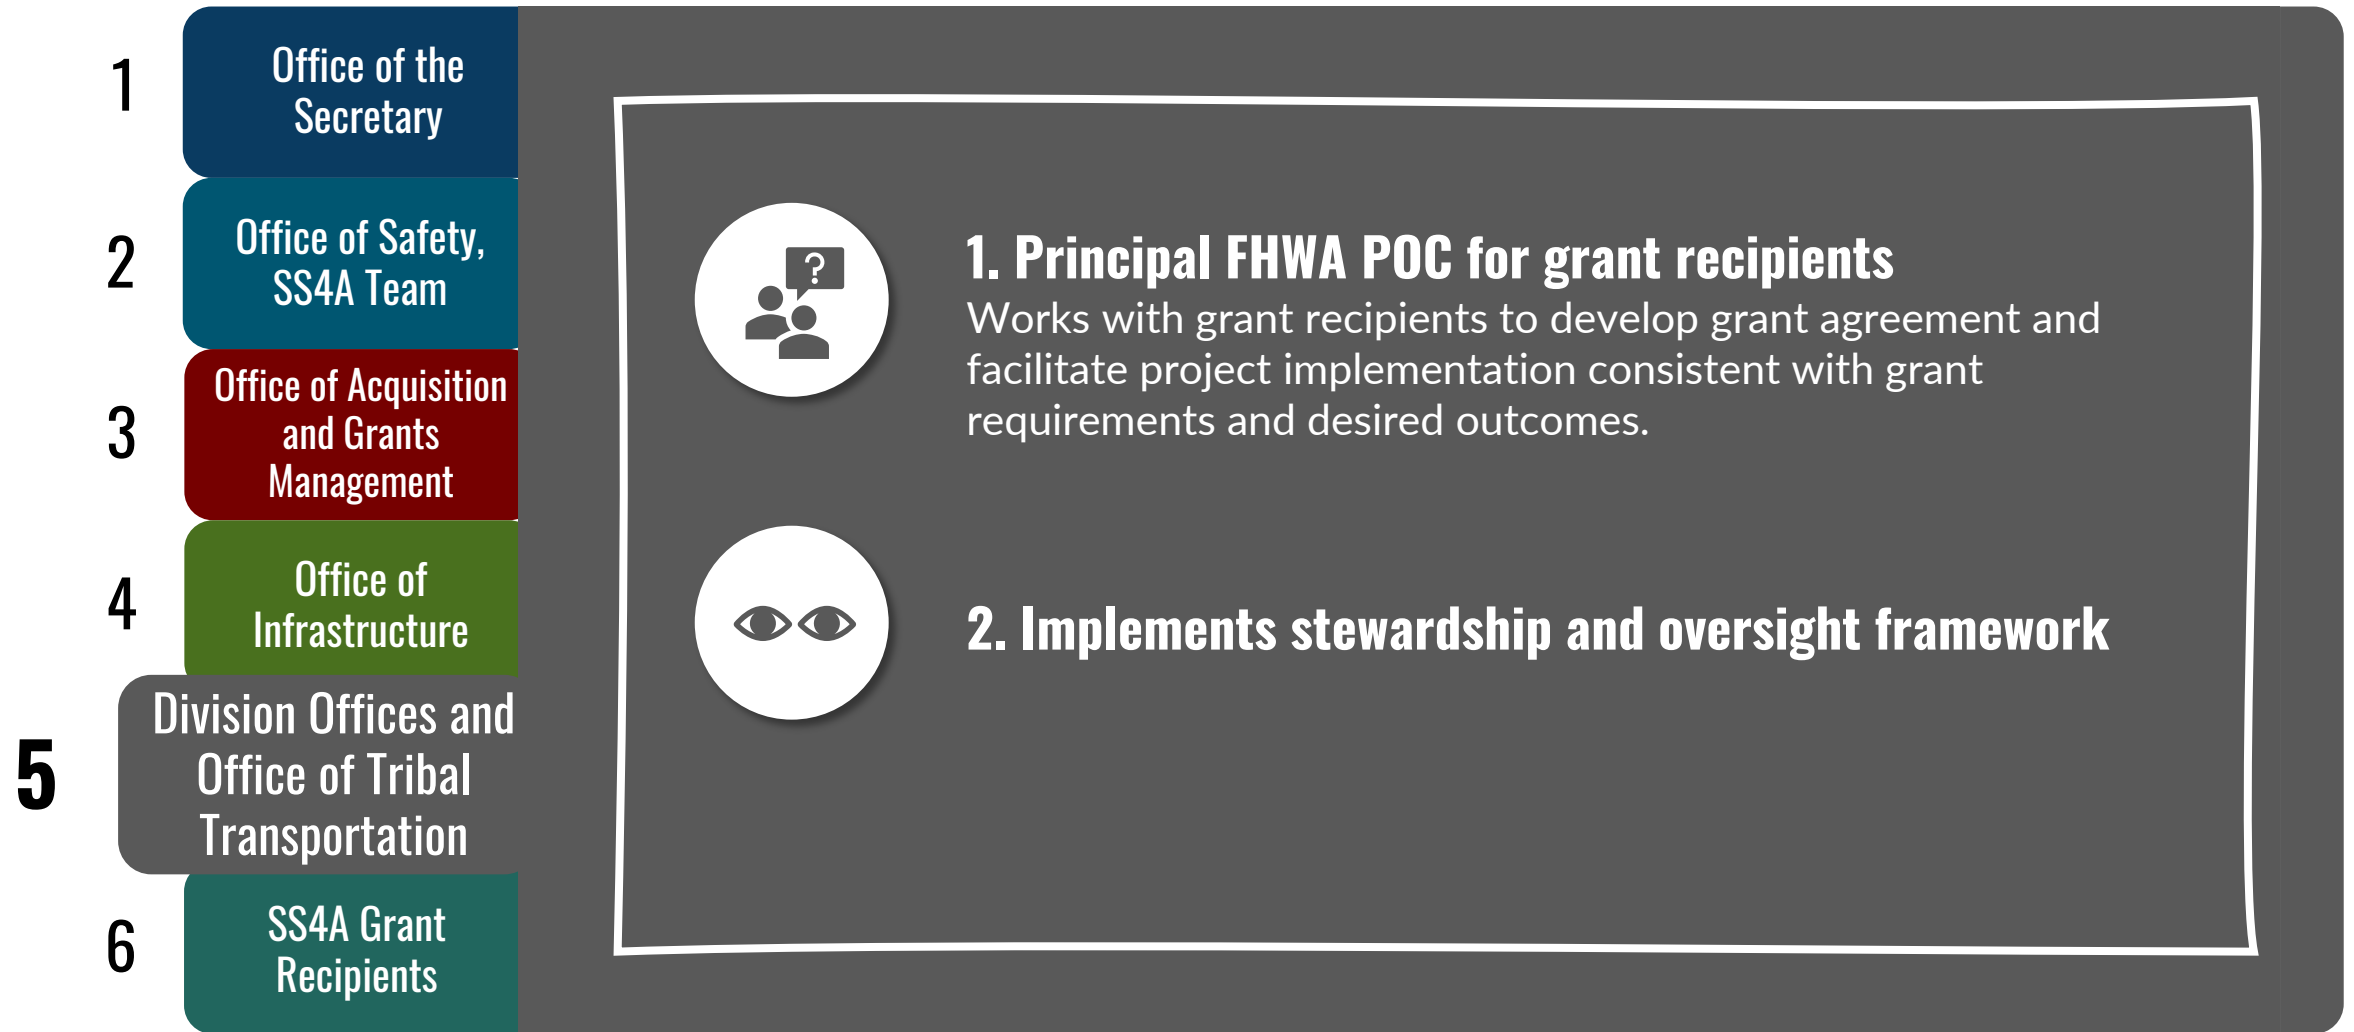 1
Office of the
Secretary
2
Office of Safety,
SS4A Team
3
Office of Acquisition
and Grants
Management
4
Office of
Infrastructure
5
Division Offices and
Office of Tribal
Transportation
6
SS4A Grant
Recipients
?
1. Principal FHWA POC for grant recipients
Works with grant recipients to develop grant agreement and
facilitate project implementation consistent with grant
requirements and desired outcomes.
2. Implements stewardship and oversight framework